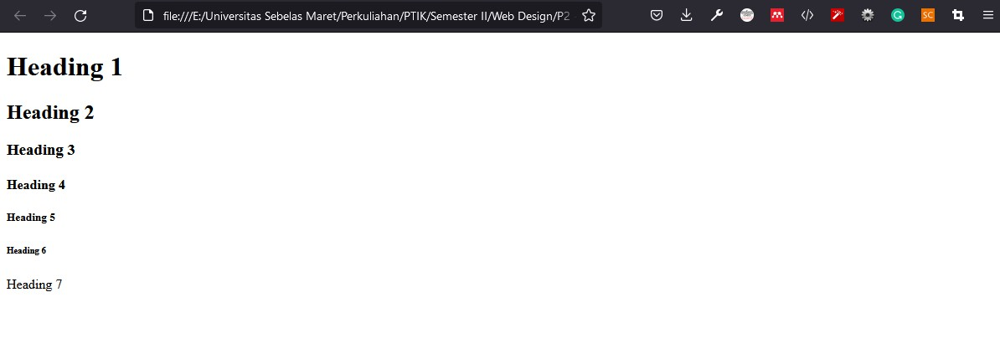 file:///E:/Universitas Sebelas Maret/Perkuliahan/PTIK/Semester II/Web Design/P2
SC
Heading 1
Heading 2
Heading 3
Heading 4
Heading 5
Heading 6
Heading 7